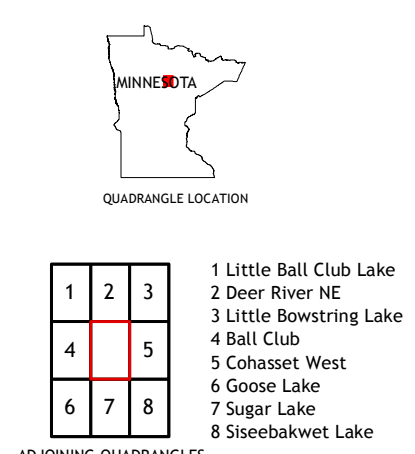 MINNESOTA
QUADRANGLE LOCATION
1 2 3
4 5
6 7 8
1 Little Ball Club Lake
2 Deer River NE
3 Little Bowstring Lake
4 Ball Club
5 Cohasset West
6 Goose Lake
7 Sugar Lake
8 Siseebakwet Lake
ADJOINING QUADRANGLES